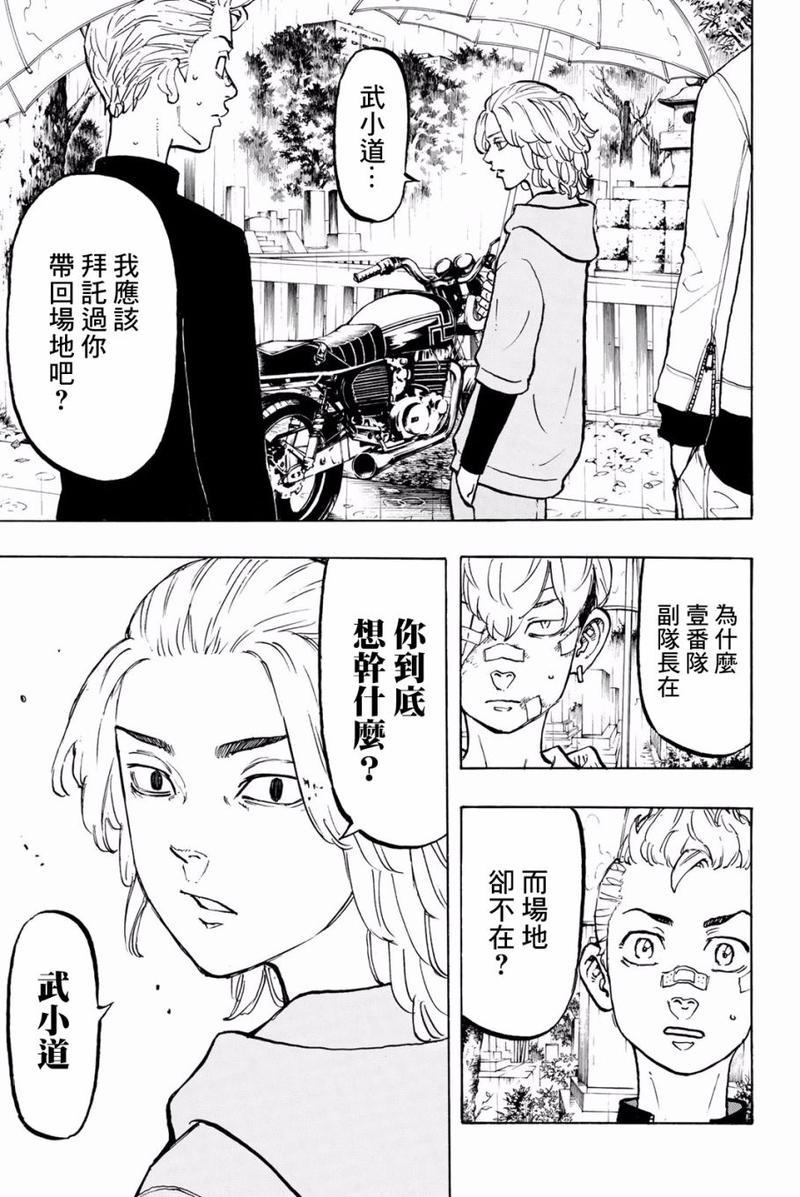 武小道…
我應該
拜託過你
帶回場地吧？
為什麼
壹番隊
副隊長在
而場地
卻不在？
你到底
想幹什麼？
武小道